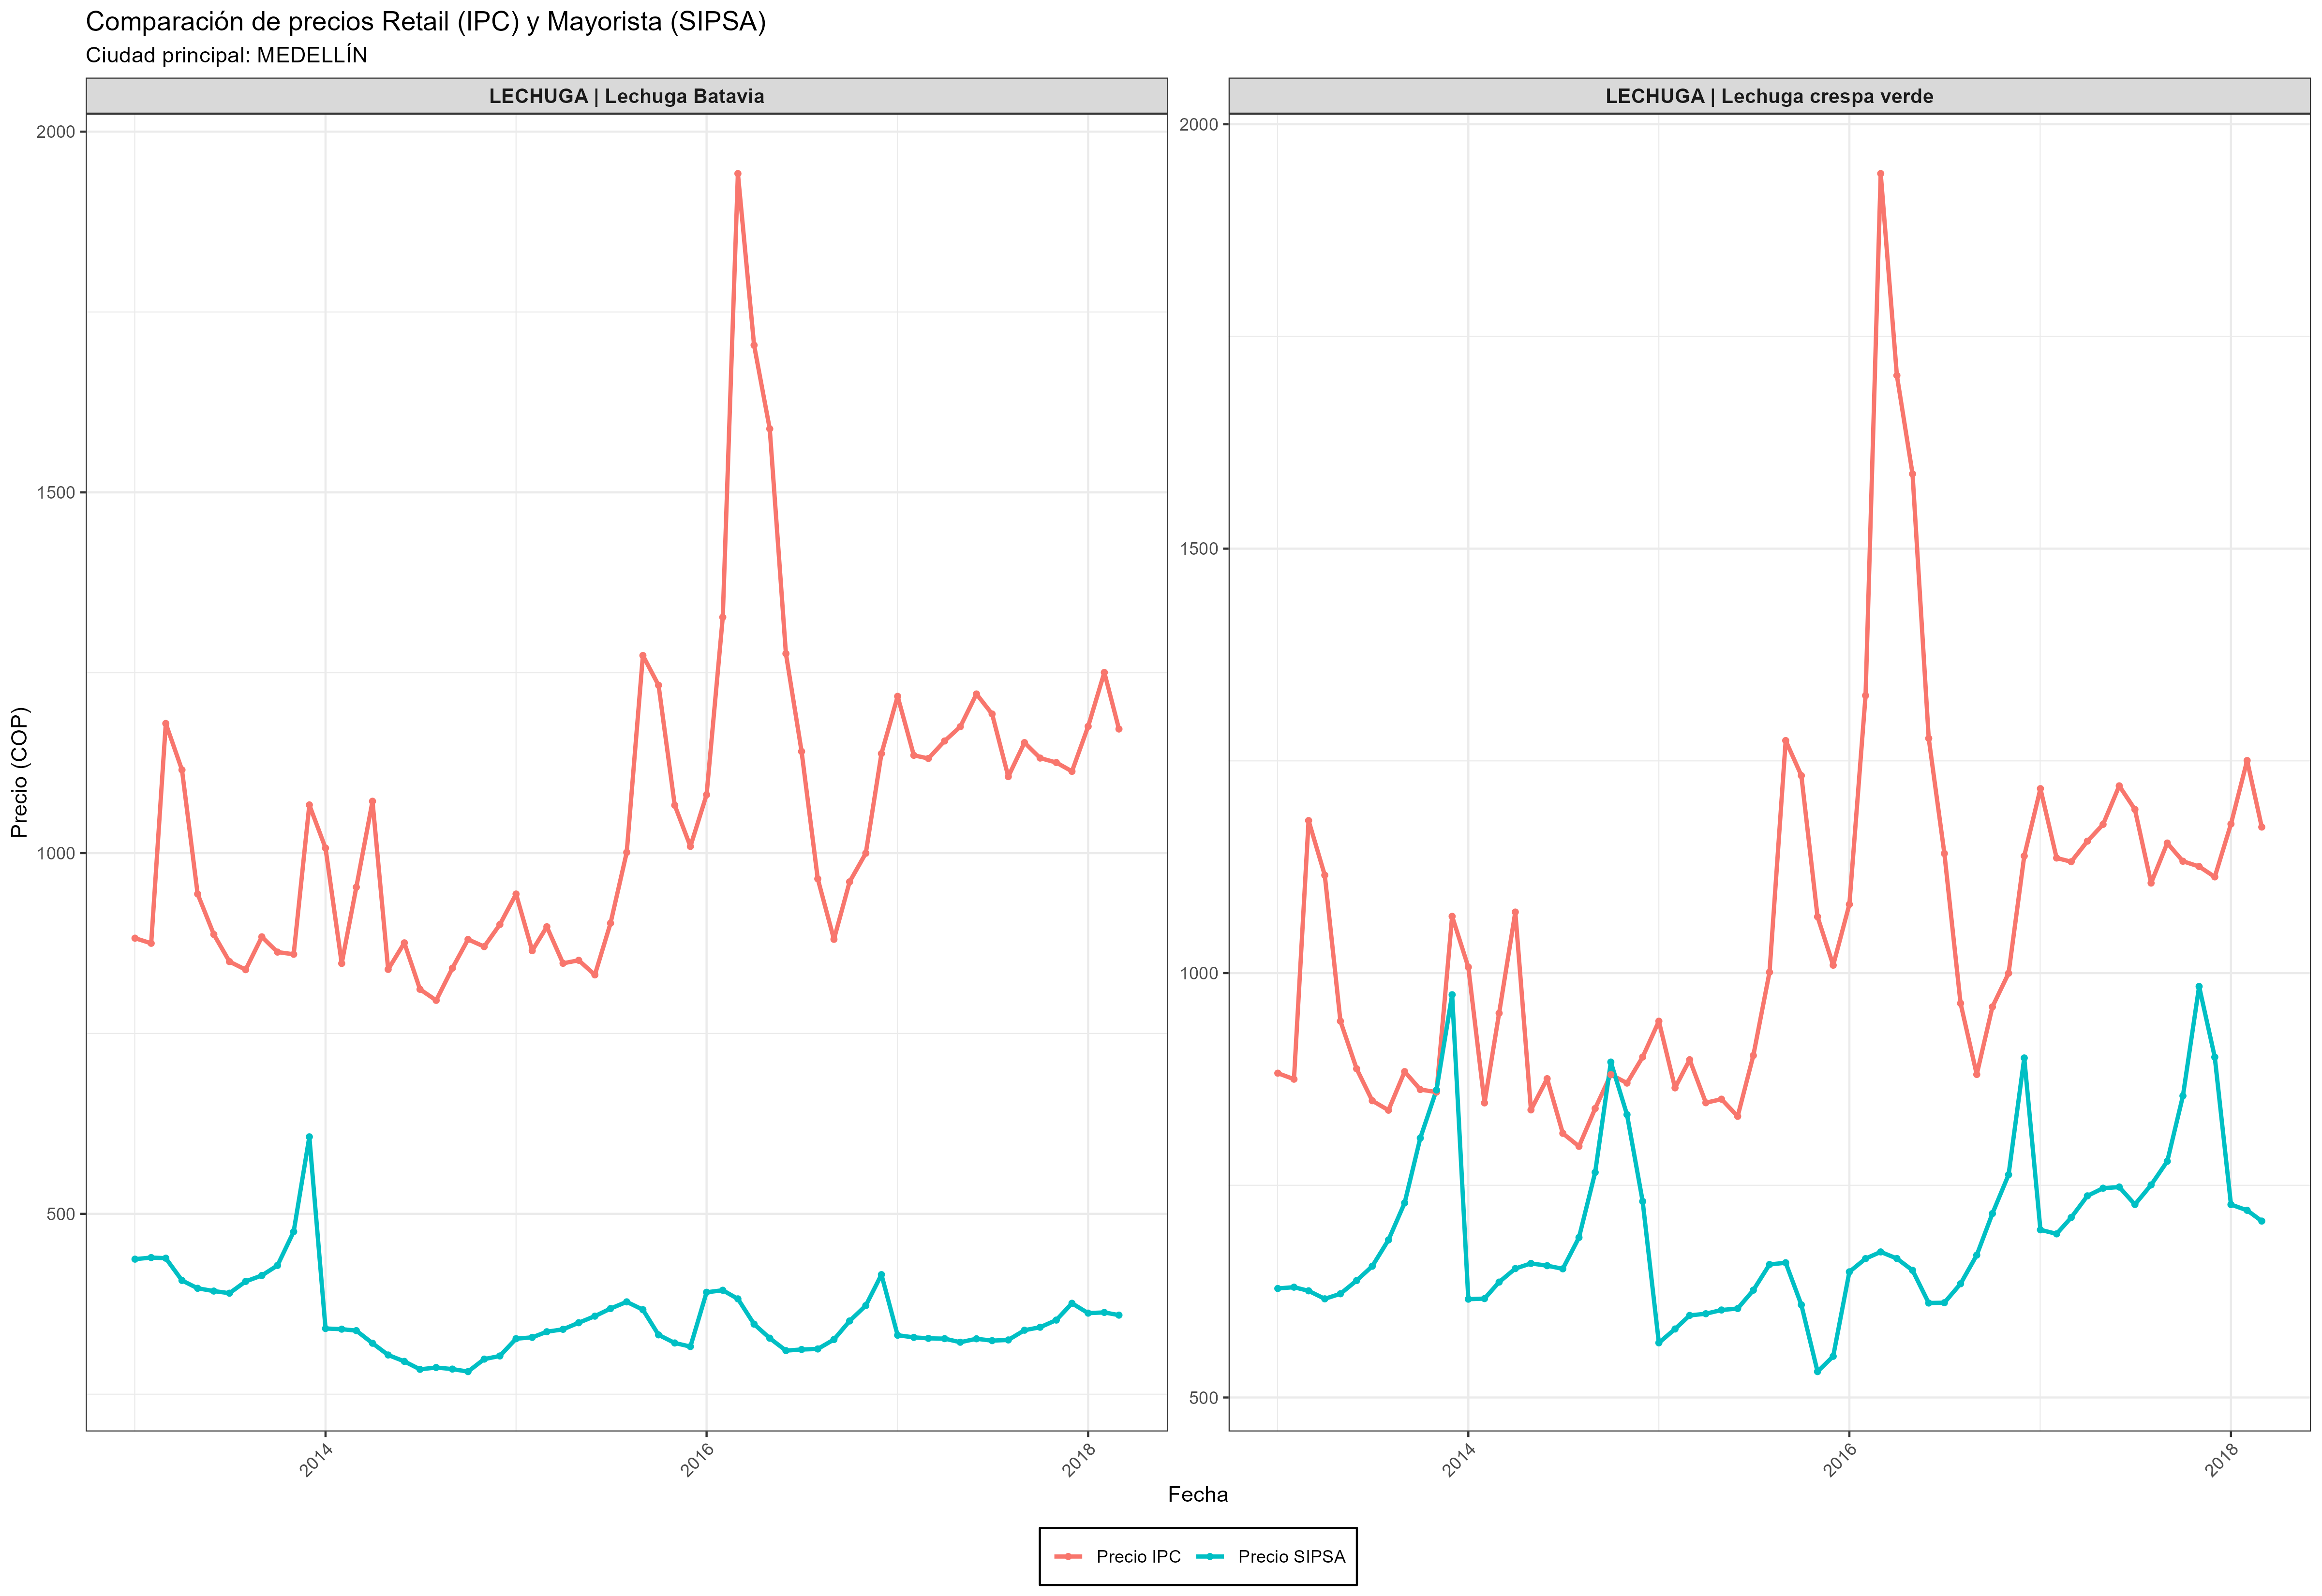 Comparación de precios Retail (IPC) y Mayorista (SIPSA)
Ciudad principal: MEDELLÍN
LECHUGA | Lechuga Batavia
LECHUGA | Lechuga crespa verde
Precio (COP)
2000
1500
1000
500
2000
1500
1000
500
2014
2016
2018
2014
2016
2018
Fecha
Precio IPC
Precio SIPSA